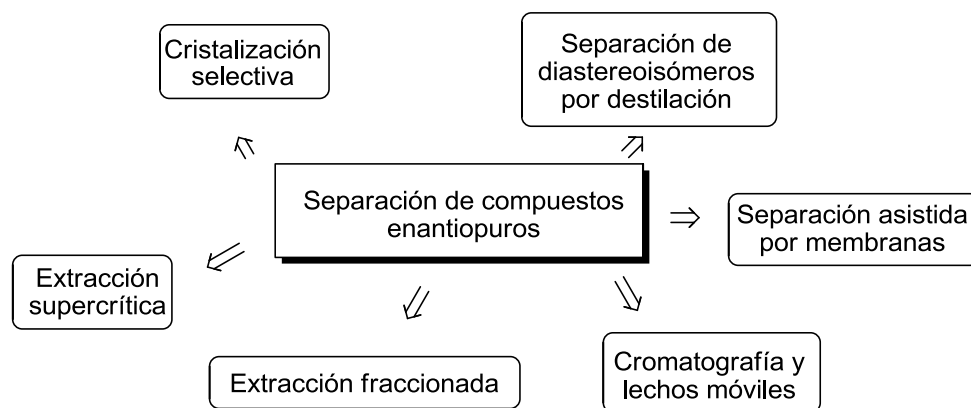 Cristalización
selectiva
Separación de
diastereoisómeros
por destilación
Separación de compuestos
enantiopuros
Separación asistida
por membranas
Extracción
supercrítica
Extracción fraccionada
Cromatografía y
lechos móviles